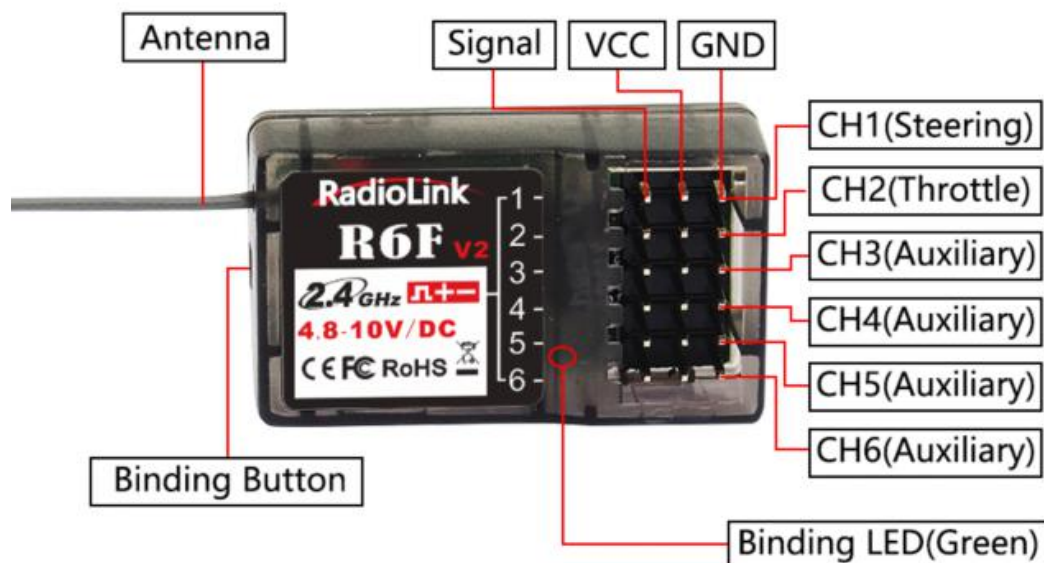 Antenna
Signal
VCC
GND
CH1(Steering)
CH2(Throttle)
CH3(Auxiliary)
CH4(Auxiliary)
CH5(Auxiliary)
CH6(Auxiliary)
RadioLink
R6F V2
2.4GHz
+−
4.8-10V/DC
CE FC RoHS
1
2
3
4
5
6
Binding Button
Binding LED(Green)